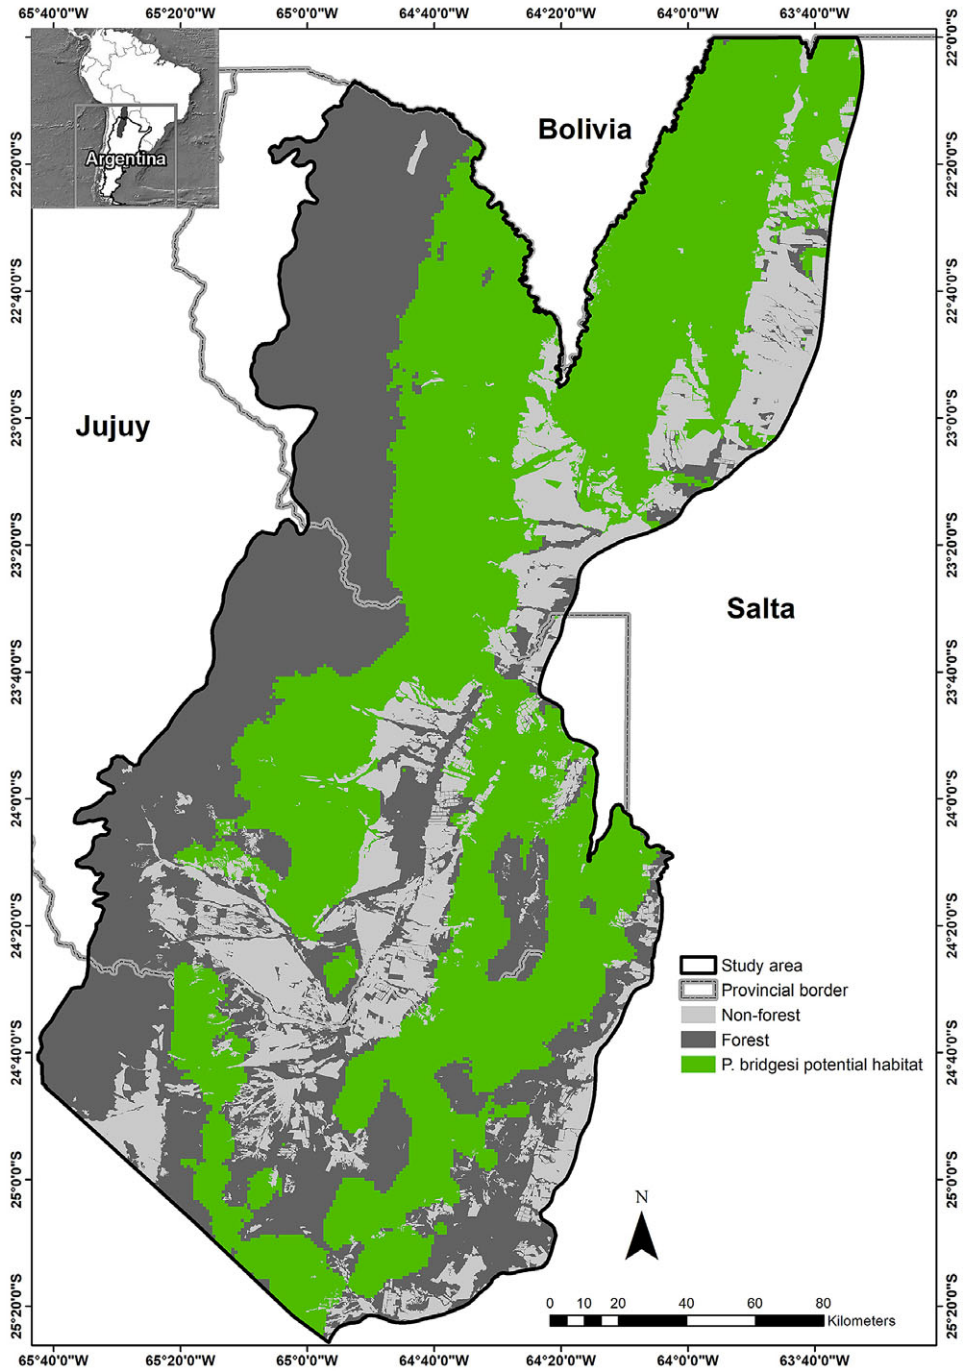 65°40'0"W 65°20'0"W 65°0'0"W 64°40'0"W 64°20'0"W 64°0'0"W 63°40'0"W
22°0'0"S
22°20'0"S
22°40'0"S
23°0'0"S
23°20'0"S
23°40'0"S
24°0'0"S
24°20'0"S
24°40'0"S
25°0'0"S
25°20'0"S
Argentina
Bolivia
Jujuy
Salta
Study area
Provincial border
Non-forest
Forest
P. bridgesi potential habitat
N
0 10 20 40 60 80
Kilometers
22°0'0"S
22°20'0"S
22°40'0"S
23°0'0"S
23°20'0"S
23°40'0"S
24°0'0"S
24°20'0"S
24°40'0"S
25°0'0"S
25°20'0"S
65°40'0"W 65°20'0"W 65°0'0"W 64°40'0"W 64°20'0"W 64°0'0"W 63°40'0"W